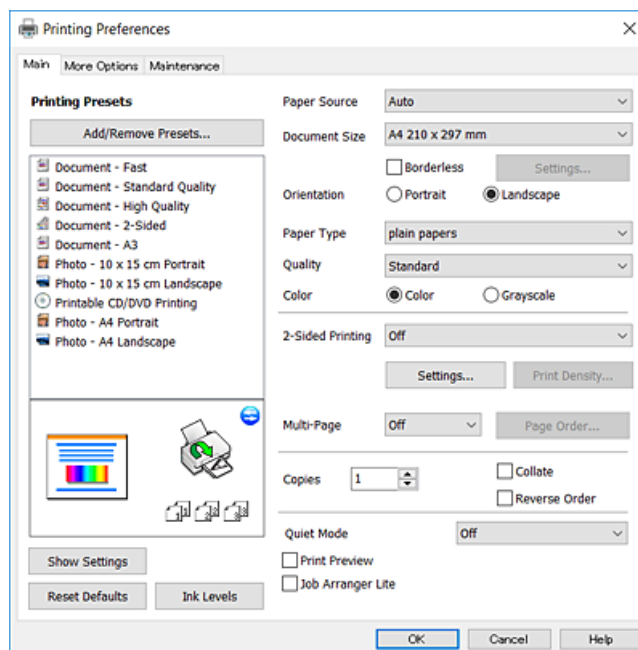 Printing Preferences
Main More Options Maintenance
Printing Presets
Add/Remove Presets...
Document - Fast
Document - Standard Quality
Document - High Quality
Document - 2-Sided
Document - A3
Photo - 10 x 15 cm Portrait
Photo - 10 x 15 cm Landscape
Printable CD/DVD Printing
Photo - A4 Portrait
Photo - A4 Landscape
Show Settings
Reset Defaults Ink Levels
Paper Source Auto
Document Size A4 210 x 297 mm
Borderless Settings...
Orientation Portrait Landscape
Paper Type plain papers
Quality Standard
Color Color Grayscale
2-Sided Printing Off
Settings... Print Density...
Multi-Page Off Page Order...
Copies 1 Collate
Reverse Order
Quiet Mode Off
Print Preview
Job Arranger Lite
OK Cancel Help